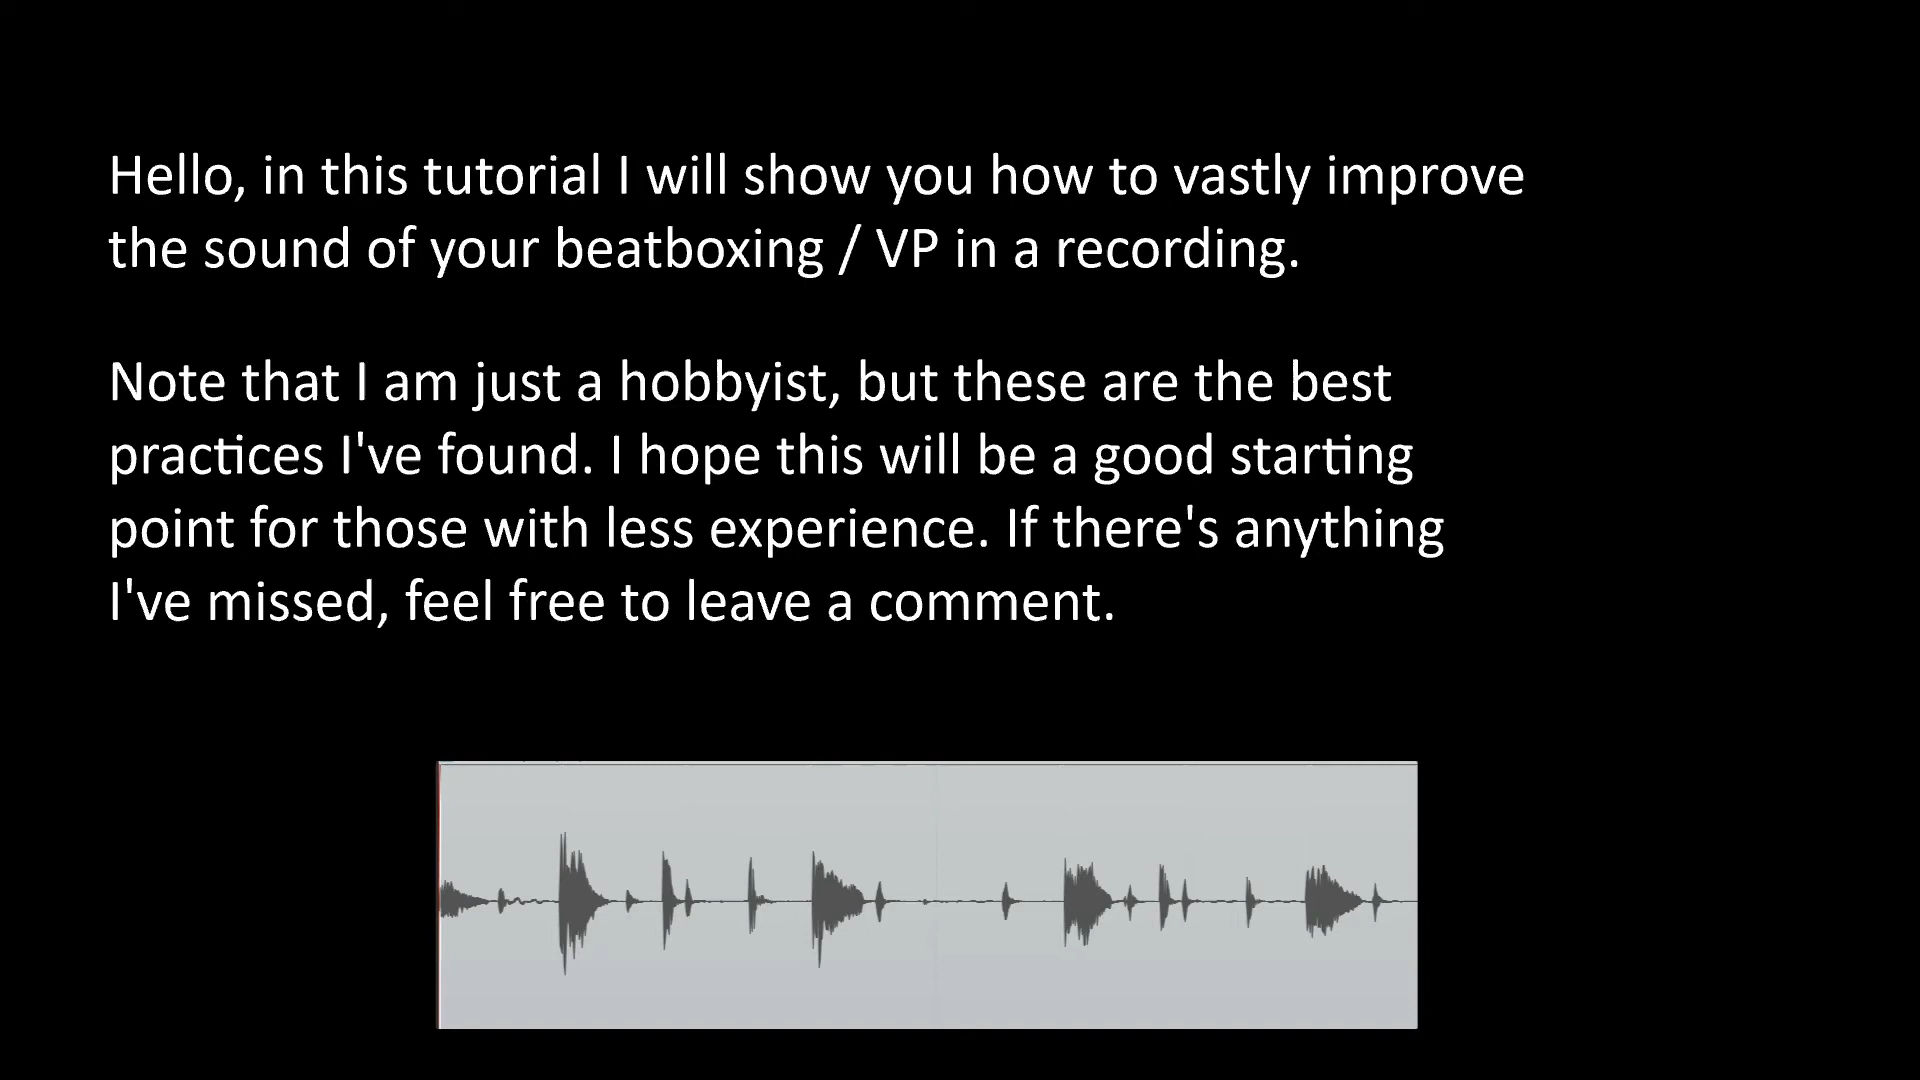 Hello, in this tutorial I will show you how to vastly improve
the sound of your beatboxing / VP in a recording.
Note that I am just a hobbyist, but these are the best
practices I've found. I hope this will be a good starting
point for those with less experience. If there's anything
I've missed, feel free to leave a comment.